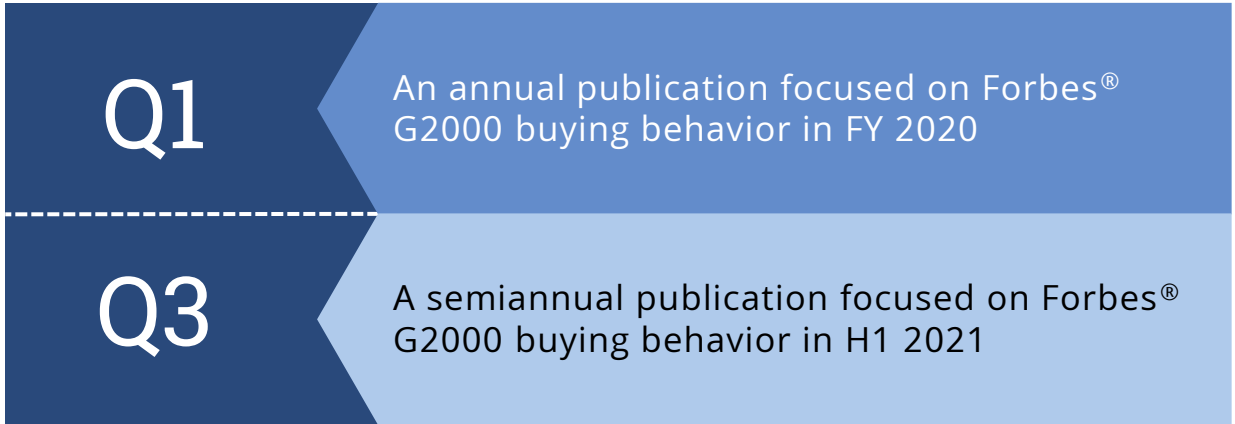 Q1
An annual publication focused on Forbes®
G2000 buying behavior in FY 2020
Q3
A semiannual publication focused on Forbes®
G2000 buying behavior in H1 2021